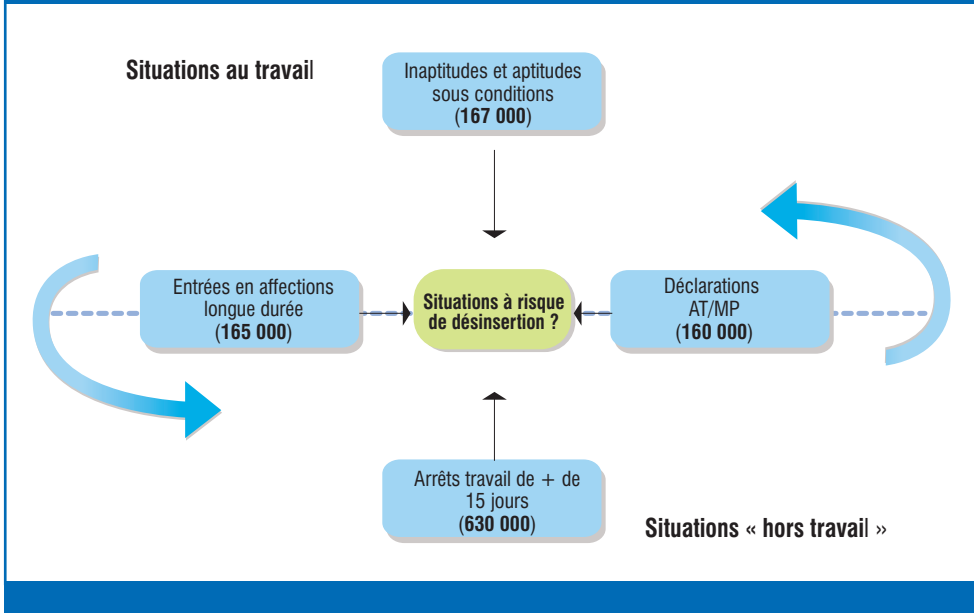 Situations au travail
Inaptitudes et aptitudes
sous conditions
(167 000)
Entrées en affections
longue durée
(165 000)
Situations à risque
de désinsertion ?
Déclarations
AT/MP
(160 000)
Arrêts travail de + de
15 jours
(630 000)
Situations « hors travail »